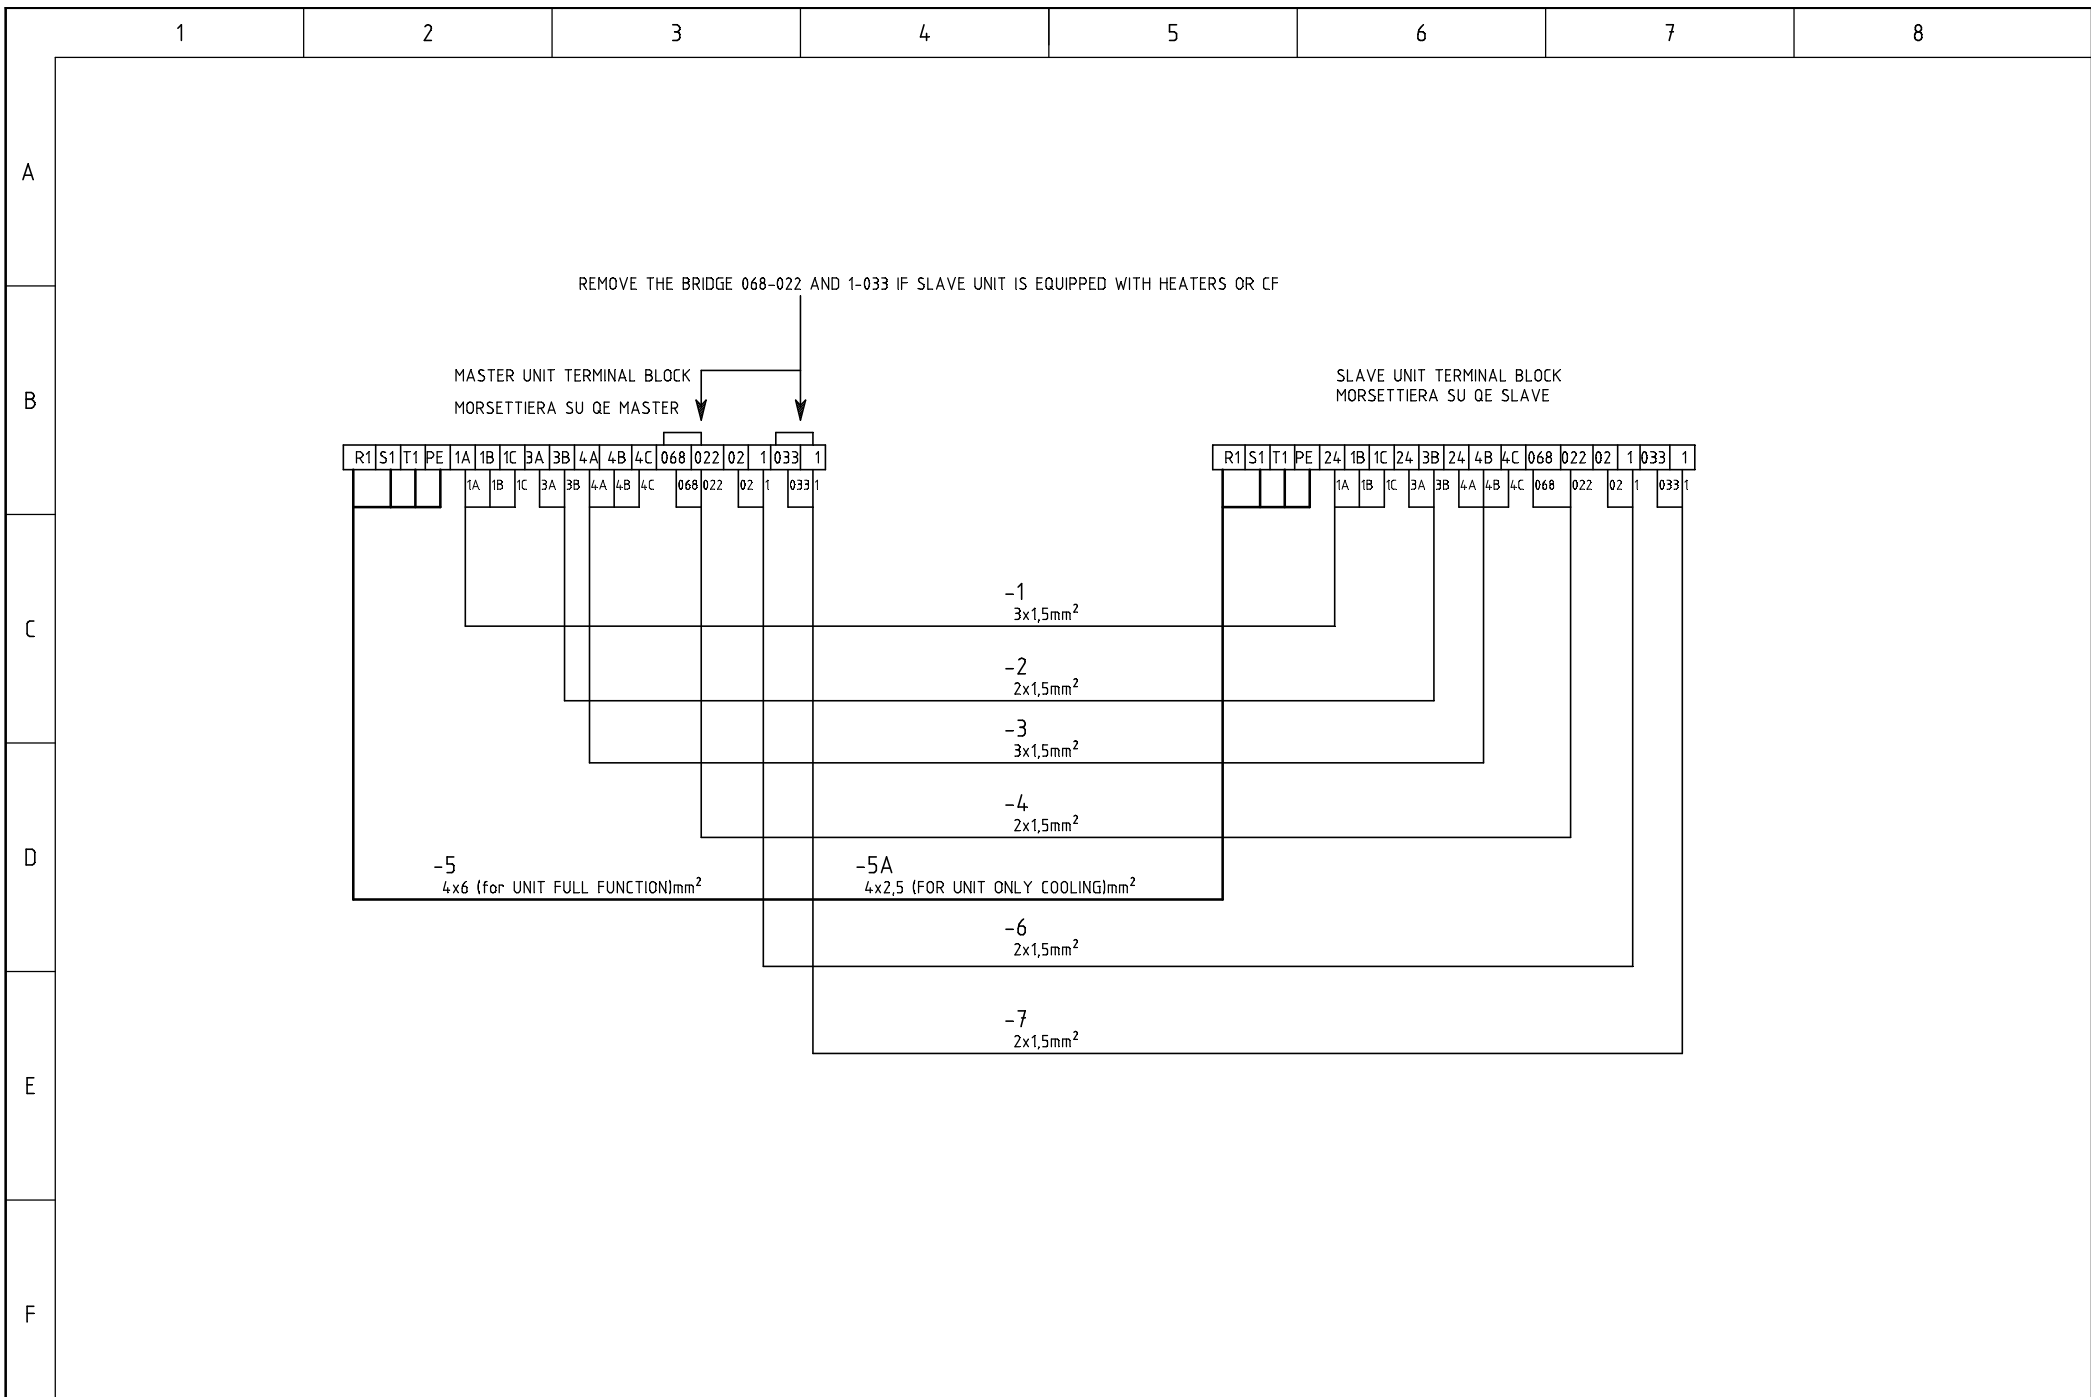 1 2 3 4 5 6 7 8
A
REMOVE THE BRIDGE 068-022 AND 1-033 IF SLAVE UNIT IS EQUIPPED WITH HEATERS OR CF
B
MASTER UNIT TERMINAL BLOCK
MORSETTIERA SU QE MASTER
SLAVE UNIT TERMINAL BLOCK
MORSETTIERA SU QE SLAVE
R1 S1 T1 PE 1A 1B 1C 3A 3B 4A 4B 4C 068 022 02 1 033 1
1A 1B 1C 3A 3B 4A 4B 4C 068 022 02 1 033 1
R1 S1 T1 PE 24 1B 1C 24 3B 24 4B 4C 068 022 02 1 033 1
1A 1B 1C 3A 3B 4A 4B 4C 068 022 02 1 033 1
C
-1
3x1,5mm²
-2
2x1,5mm²
-3
3x1,5mm²
D
-4
2x1,5mm²
-5
4x6 (for UNIT FULL FUNCTION)mm²
-5A
4x2,5 (FOR UNIT ONLY COOLING)mm²
-6
2x1,5mm²
-7
2x1,5mm²
E
F